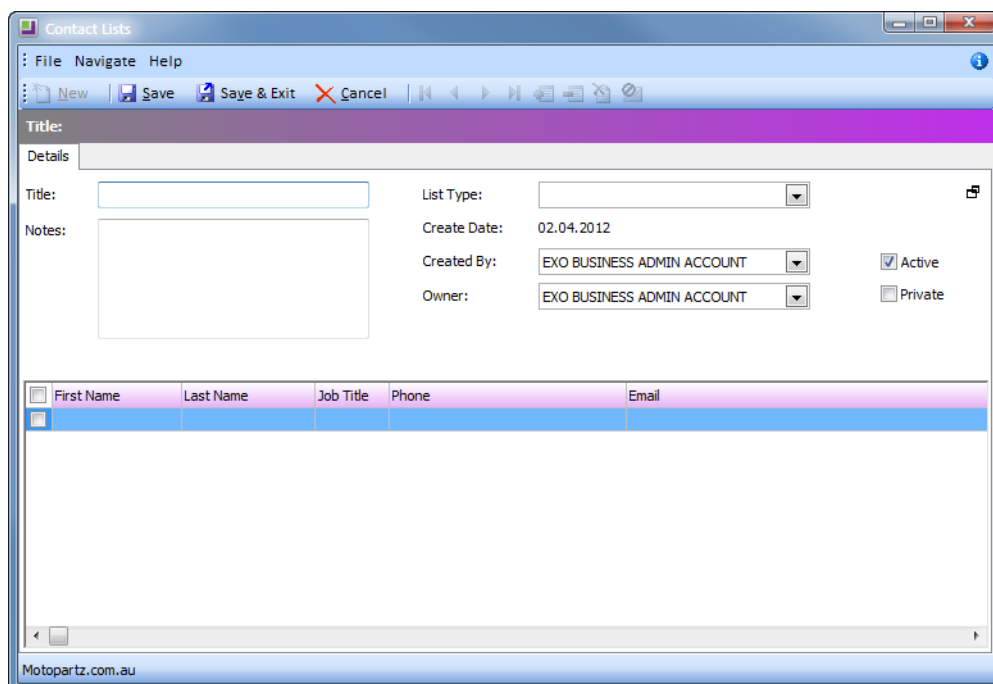 Contact Lists
File Navigate Help
New Save Save & Exit Cancel
Title:
Details
Title: List Type:
Notes: Create Date: 02.04.2012
Created By: EXO BUSINESS ADMIN ACCOUNT Active
Owner: EXO BUSINESS ADMIN ACCOUNT Private
First Name Last Name Job Title Phone Email
Motopartz.com.au